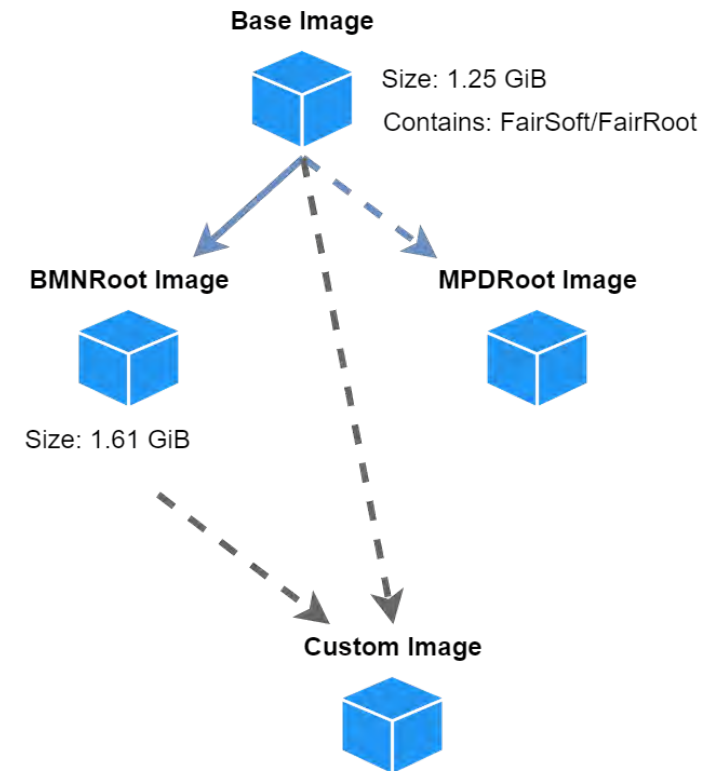 Base Image
Size: 1.25 GiB
Contains: FairSoft/FairRoot
BMNRoot Image
MPDRoot Image
Size: 1.61 GiB
Custom Image